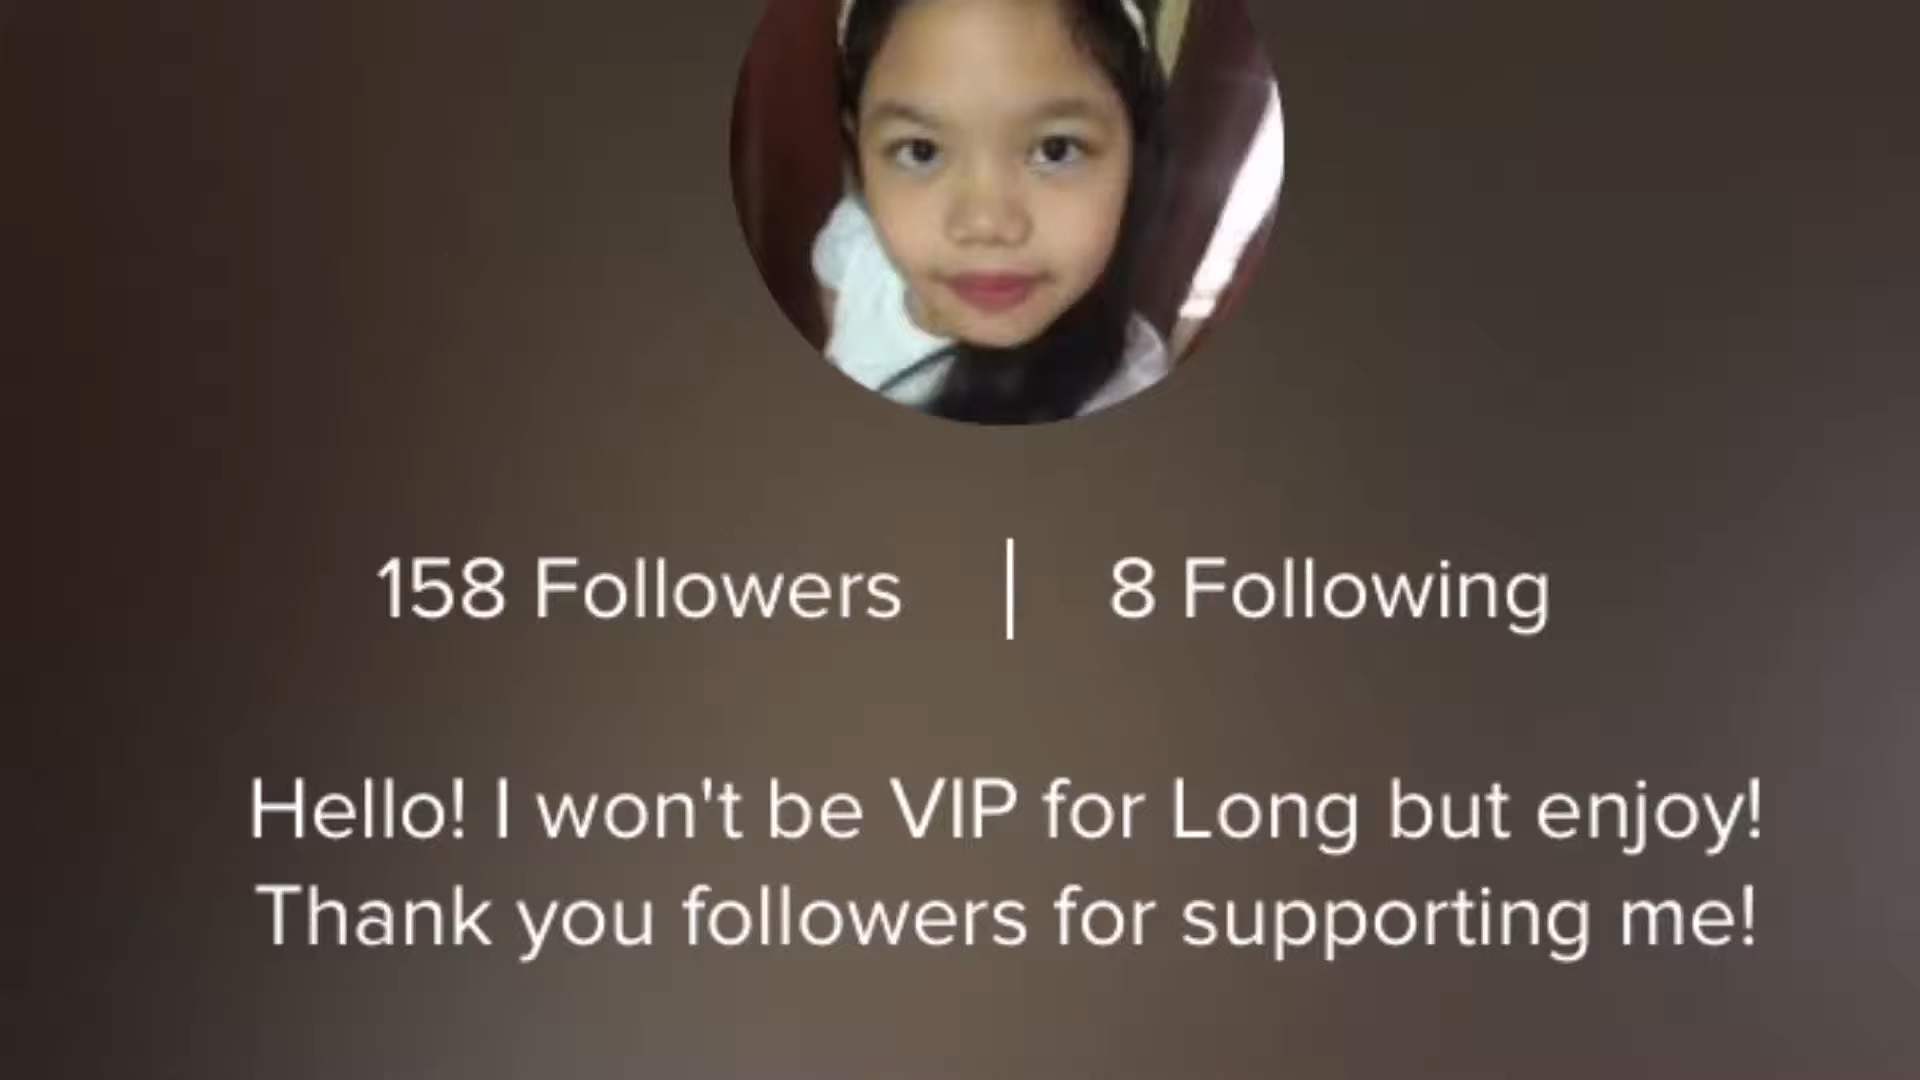 158 Followers | 8 Following
Hello! I won't be VIP for Long but enjoy!
Thank you followers for supporting me!